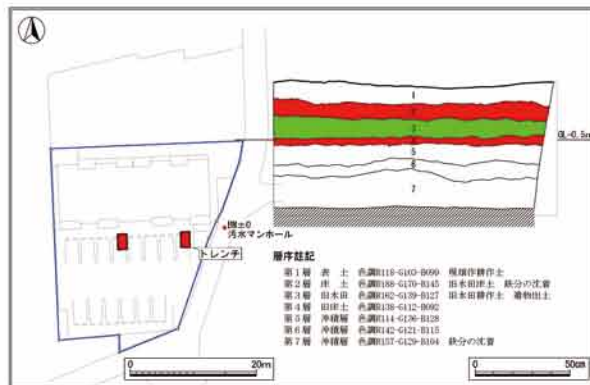 1
2
3
4
5
6
7
GL-0.5m
BM±0
汚水マンホール
トレンチ
層序註記
第1層 表 土 色調R118-G103-B090 現畑作耕作土
第2層 床 土 色調R188-G170-B145 旧水田床土 鉄分の沈着
第3層 旧水田 色調R162-G139-B127 旧水田耕作土 遺物出土
第4層 旧床土 色調R138-G112-B092
第5層 沖積層 色調R114-G136-B128
第6層 沖積層 色調R142-G121-B115
第7層 沖積層 色調R157-G129-B104 鉄分の沈着
0 20m
0 50cm